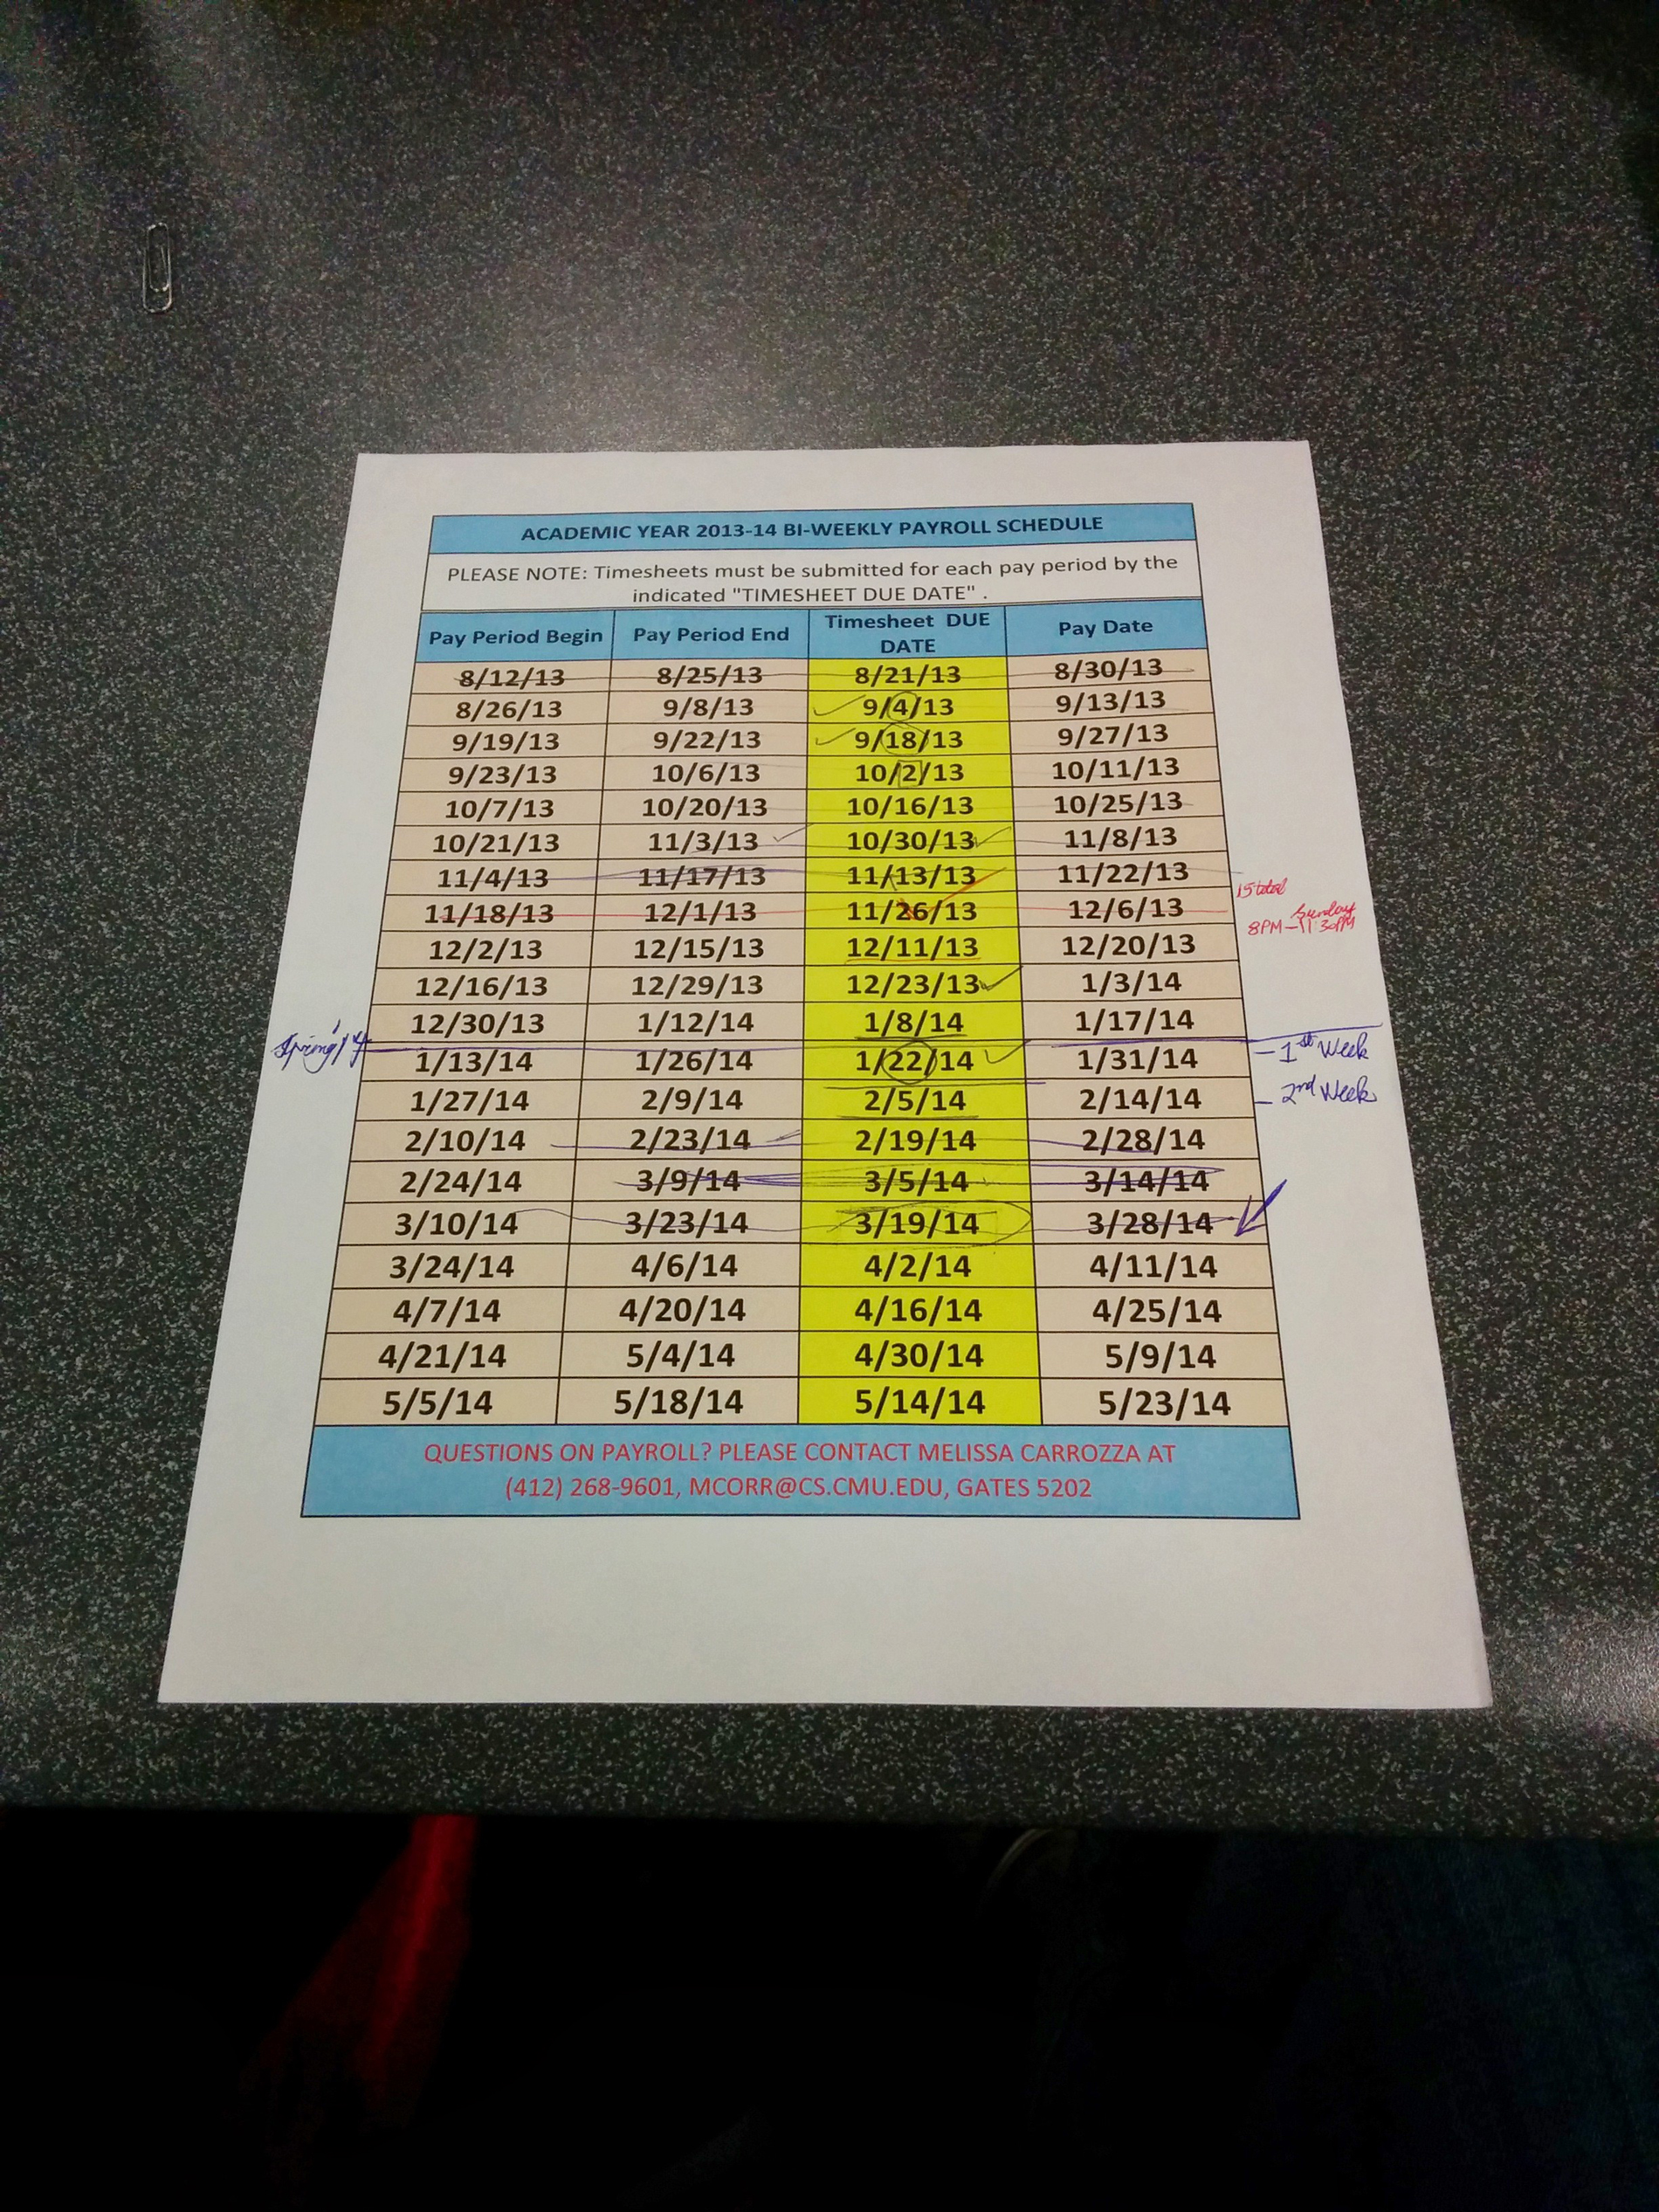 ACADEMIC YEAR 2013-14 BI-WEEKLY PAYROLL SCHEDULE
PLEASE NOTE: Timesheets must be submitted for each pay period by the
indicated "TIMESHEET DUE DATE" .
Pay Period Begin Pay Period End Timesheet DUE DATE Pay Date
8/12/13 8/25/13 8/21/13 8/30/13
8/26/13 9/8/13 9/4/13 9/13/13
9/19/13 9/22/13 9/18/13 9/27/13
9/23/13 10/6/13 10/2/13 10/11/13
10/7/13 10/20/13 10/16/13 10/25/13
10/21/13 11/3/13 10/30/13 11/8/13
11/4/13 11/17/13 11/13/13 11/22/13
15 total
11/18/13 12/1/13 11/26/13 12/6/13
Sunday
8PM-11:30PM
12/2/13 12/15/13 12/11/13 12/20/13
12/16/13 12/29/13 12/23/13 1/3/14
12/30/13 1/12/14 1/8/14 1/17/14
Spring'14
1/13/14 1/26/14 1/22/14 1/31/14 - 1st Week
1/27/14 2/9/14 2/5/14 2/14/14 - 2nd Week
2/10/14 2/23/14 2/19/14 2/28/14
2/24/14 3/9/14 3/5/14 3/14/14
3/10/14 3/23/14 3/19/14 3/28/14
3/24/14 4/6/14 4/2/14 4/11/14
4/7/14 4/20/14 4/16/14 4/25/14
4/21/14 5/4/14 4/30/14 5/9/14
5/5/14 5/18/14 5/14/14 5/23/14
QUESTIONS ON PAYROLL? PLEASE CONTACT MELISSA CARROZZA AT
(412) 268-9601, MCORR@CS.CMU.EDU, GATES 5202